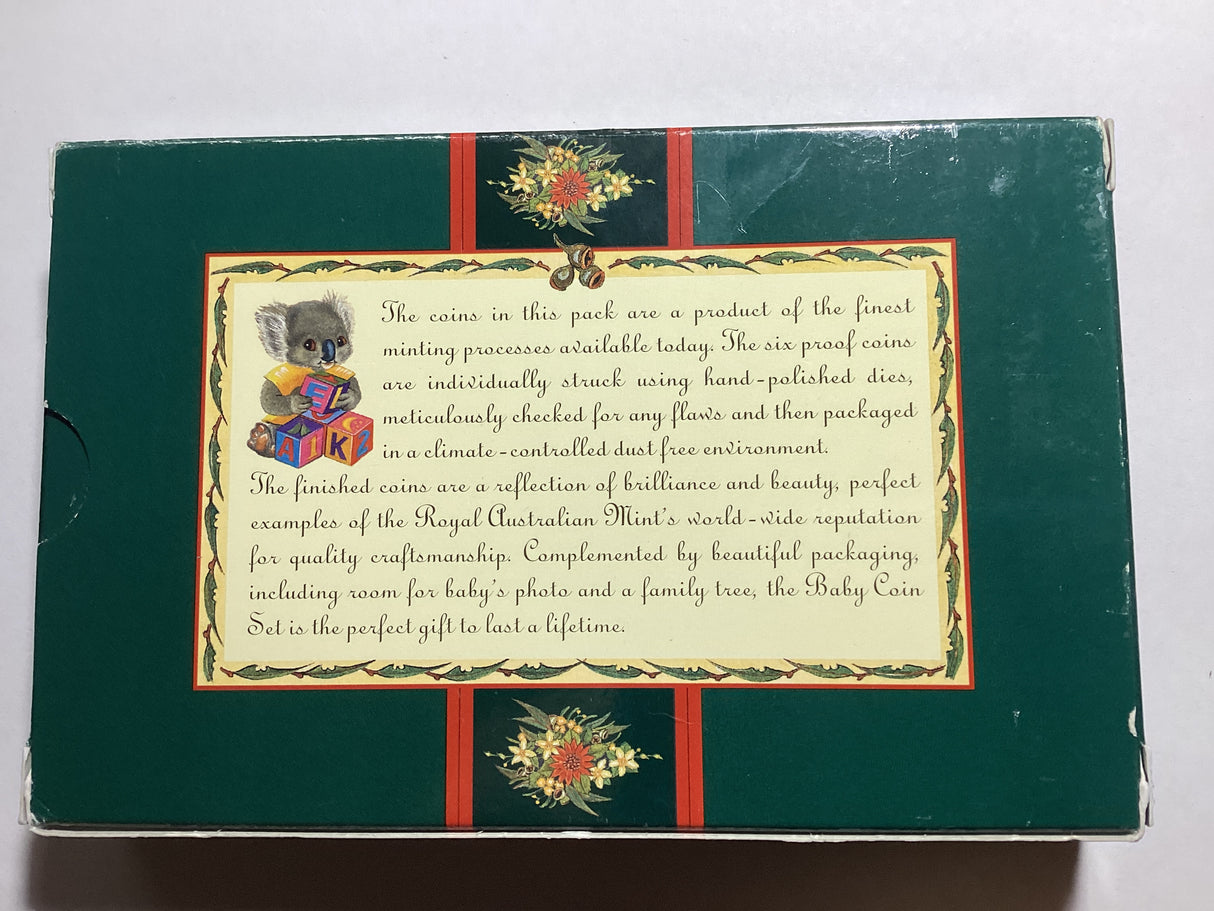 The coins in this pack are a product of the finest
minting processes available today. The six proof coins
are individually struck using hand-polished dies,
meticulously checked for any flaws and then packaged
in a climate-controlled dust free environment.
The finished coins are a reflection of brilliance and beauty, perfect
examples of the Royal Australian Mint's world-wide reputation
for quality craftsmanship. Complemented by beautiful packaging,
including room for baby's photo and a family tree, the Baby Coin
Set is the perfect gift to last a lifetime.
E L
A 1 K 2